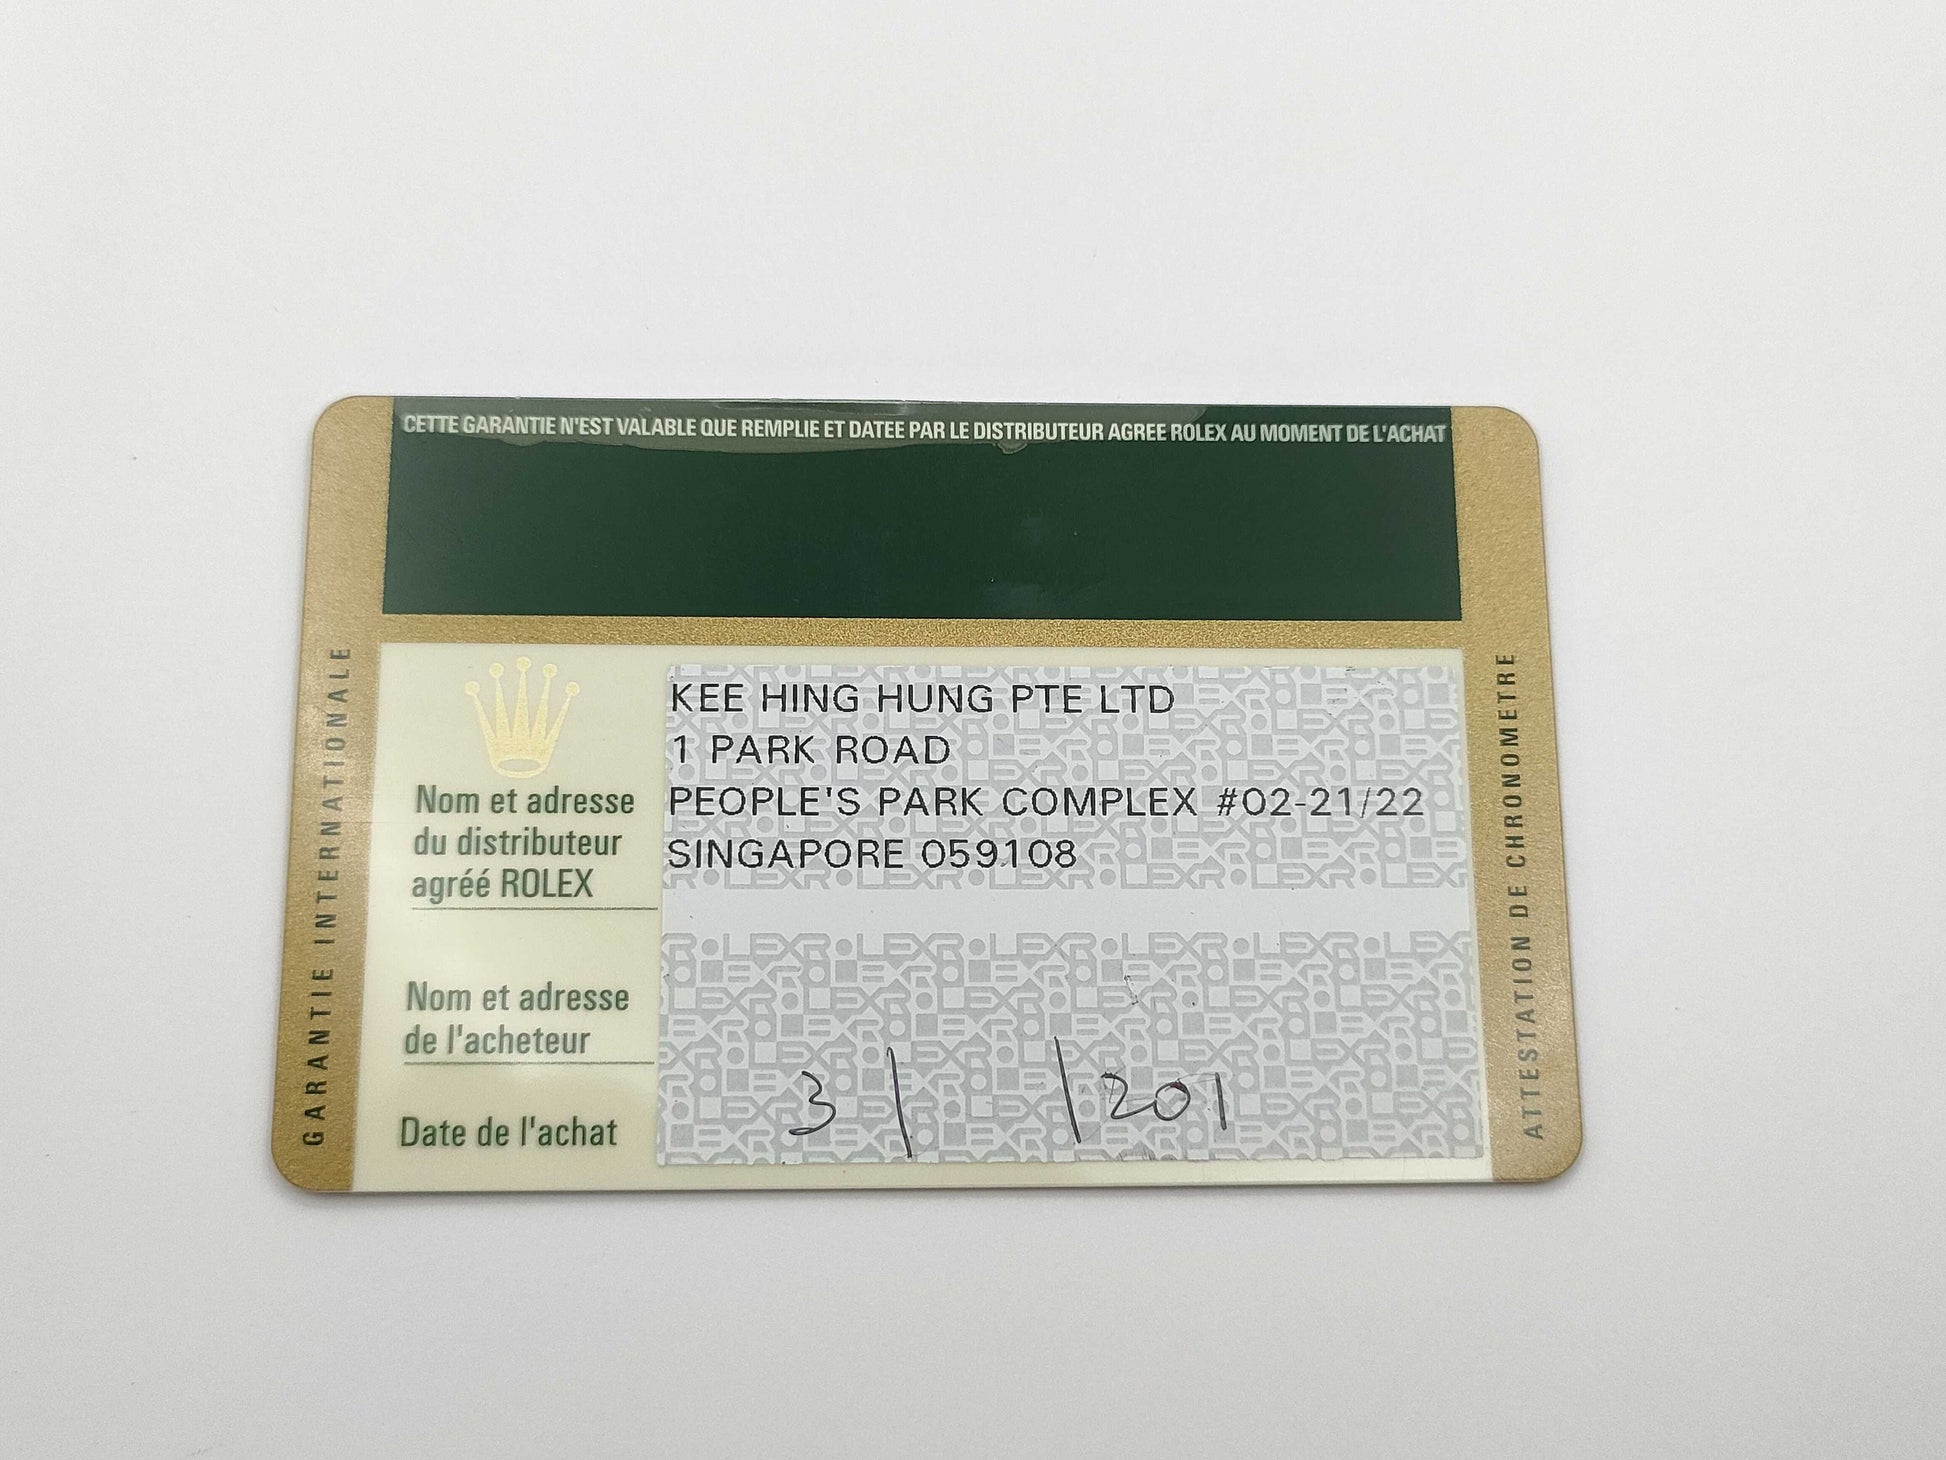 CETTE GARANTIE N'EST VALABLE QUE REMPLIE ET DATEE PAR LE DISTRIBUTEUR AGREE ROLEX AU MOMENT DE L'ACHAT
GARANTIE INTERNATIONALE
Nom et adresse
du distributeur
agréé ROLEX
KEE HING HUNG PTE LTD
1 PARK ROAD
PEOPLE'S PARK COMPLEX #02-21/22
SINGAPORE 059108
Nom et adresse
de l'acheteur
Date de l'achat
3 / / 201
ATTESTATION DE CHRONOMETRE